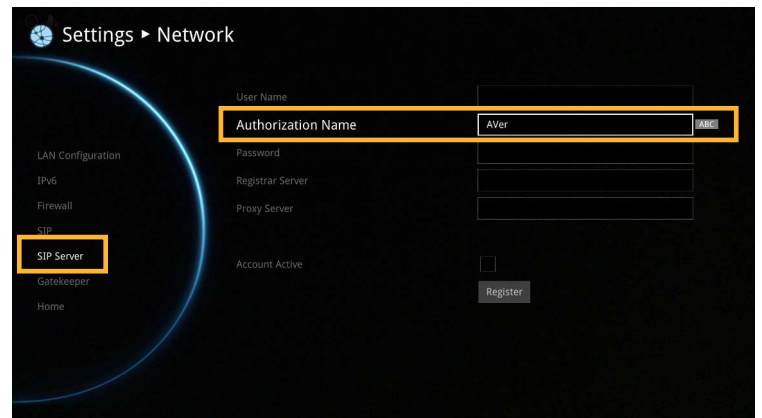 Settings ► Network
User Name
Authorization Name AVer ABC
LAN Configuration
Password
IPv6
Registrar Server
Firewall
Proxy Server
SIP
SIP Server
Account Active
Gatekeeper
Register
Home